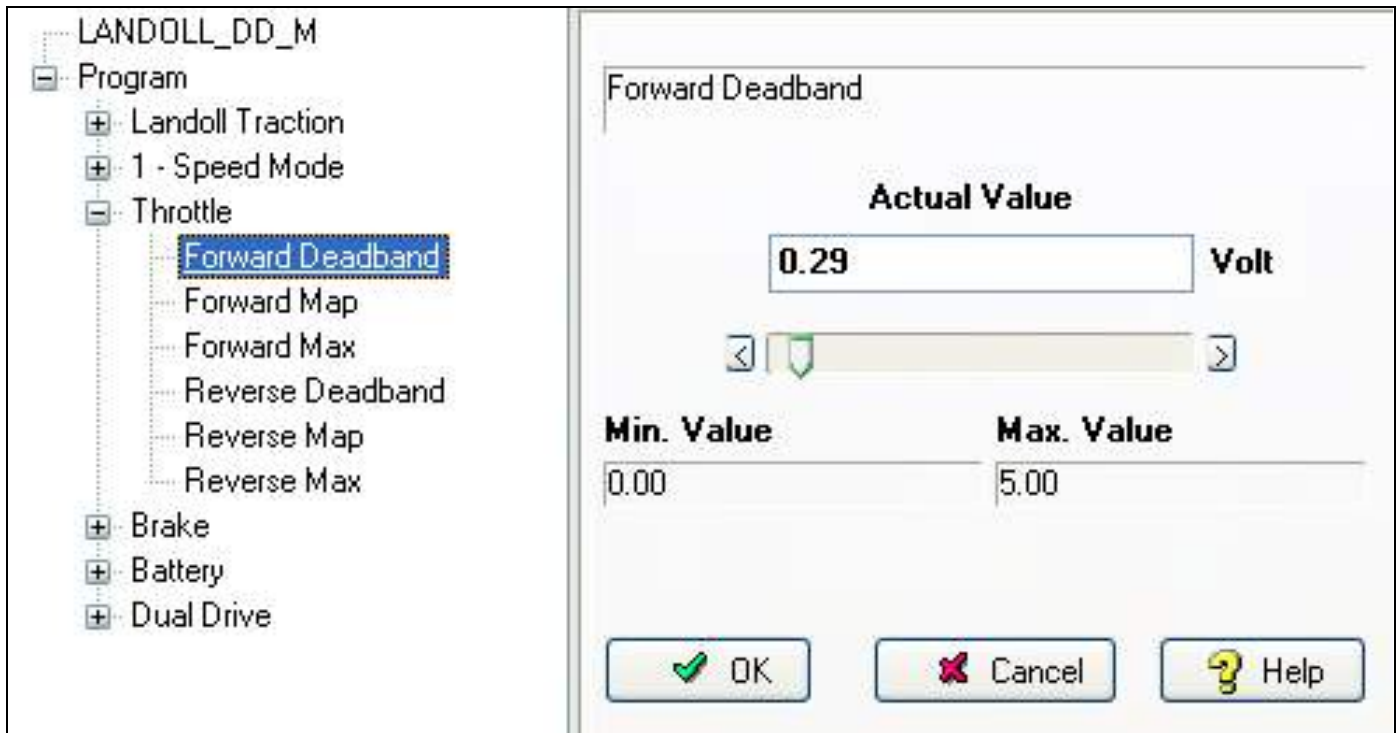 LANDOLL_DD_M
Program
Landoll Traction
1 - Speed Mode
Throttle
Forward Deadband
Forward Map
Forward Max
Reverse Deadband
Reverse Map
Reverse Max
Brake
Battery
Dual Drive
Forward Deadband
Actual Value
0.29 Volt
Min. Value Max. Value
0.00 5.00
OK Cancel Help